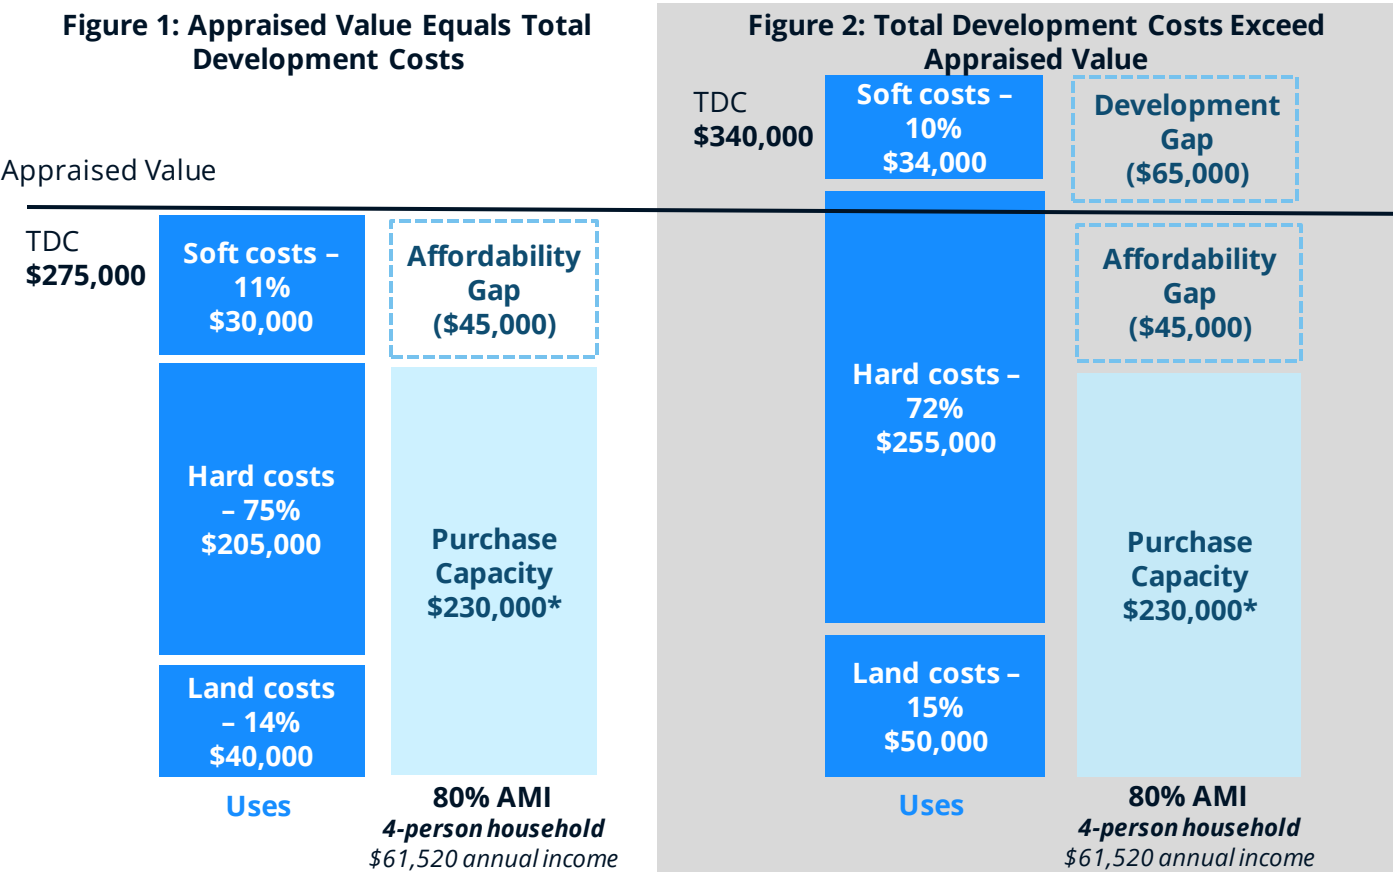 Figure 1: Appraised Value Equals Total
Development Costs
Appraised Value
TDC
$275,000
Soft costs –
11%
$30,000
Hard costs
– 75%
$205,000
Land costs
– 14%
$40,000
Uses
Affordability
Gap
($45,000)
Purchase
Capacity
$230,000*
80% AMI
4-person household
$61,520 annual income
Figure 2: Total Development Costs Exceed
Appraised Value
TDC
$340,000
Soft costs –
10%
$34,000
Hard costs –
72%
$255,000
Land costs –
15%
$50,000
Uses
Development
Gap
($65,000)
Affordability
Gap
($45,000)
Purchase
Capacity
$230,000*
80% AMI
4-person household
$61,520 annual income